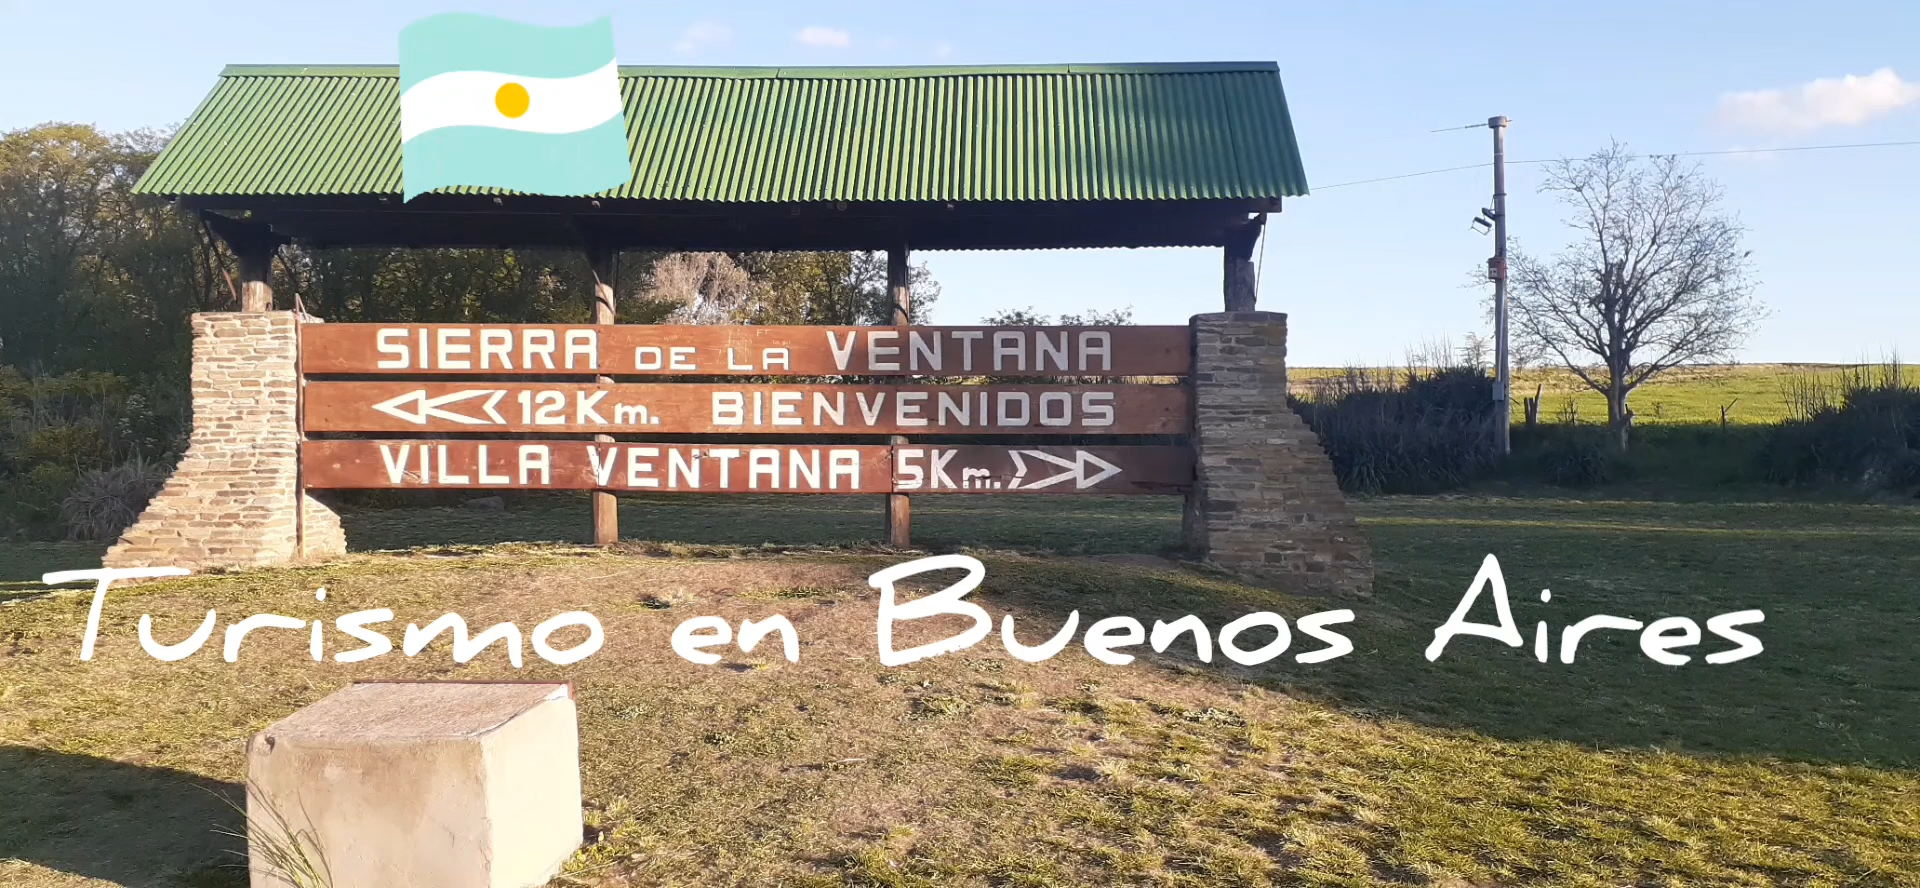 SIERRA DE LA VENTANA
12Km. BIENVENIDOS
VILLA VENTANA 5Km.
Turismo en Buenos Aires